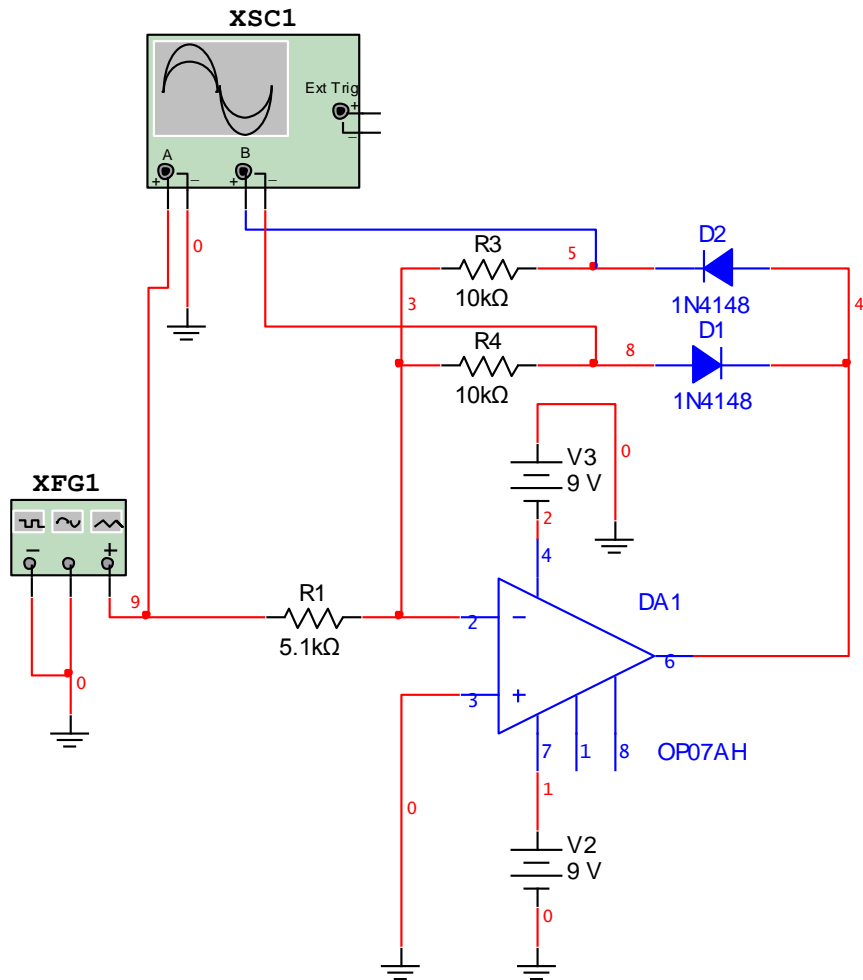 XSC1
Ext Trig
+
−
A
B
+
−
+
−
0
R3
10kΩ
5
D2
1N4148
3
4
R4
10kΩ
8
D1
1N4148
V3
9 V
0
2
XFG1
−
+
9
0
R1
5.1kΩ
4
DA1
2
−
6
3
+
7
1
8
OP07AH
0
1
V2
9 V
0